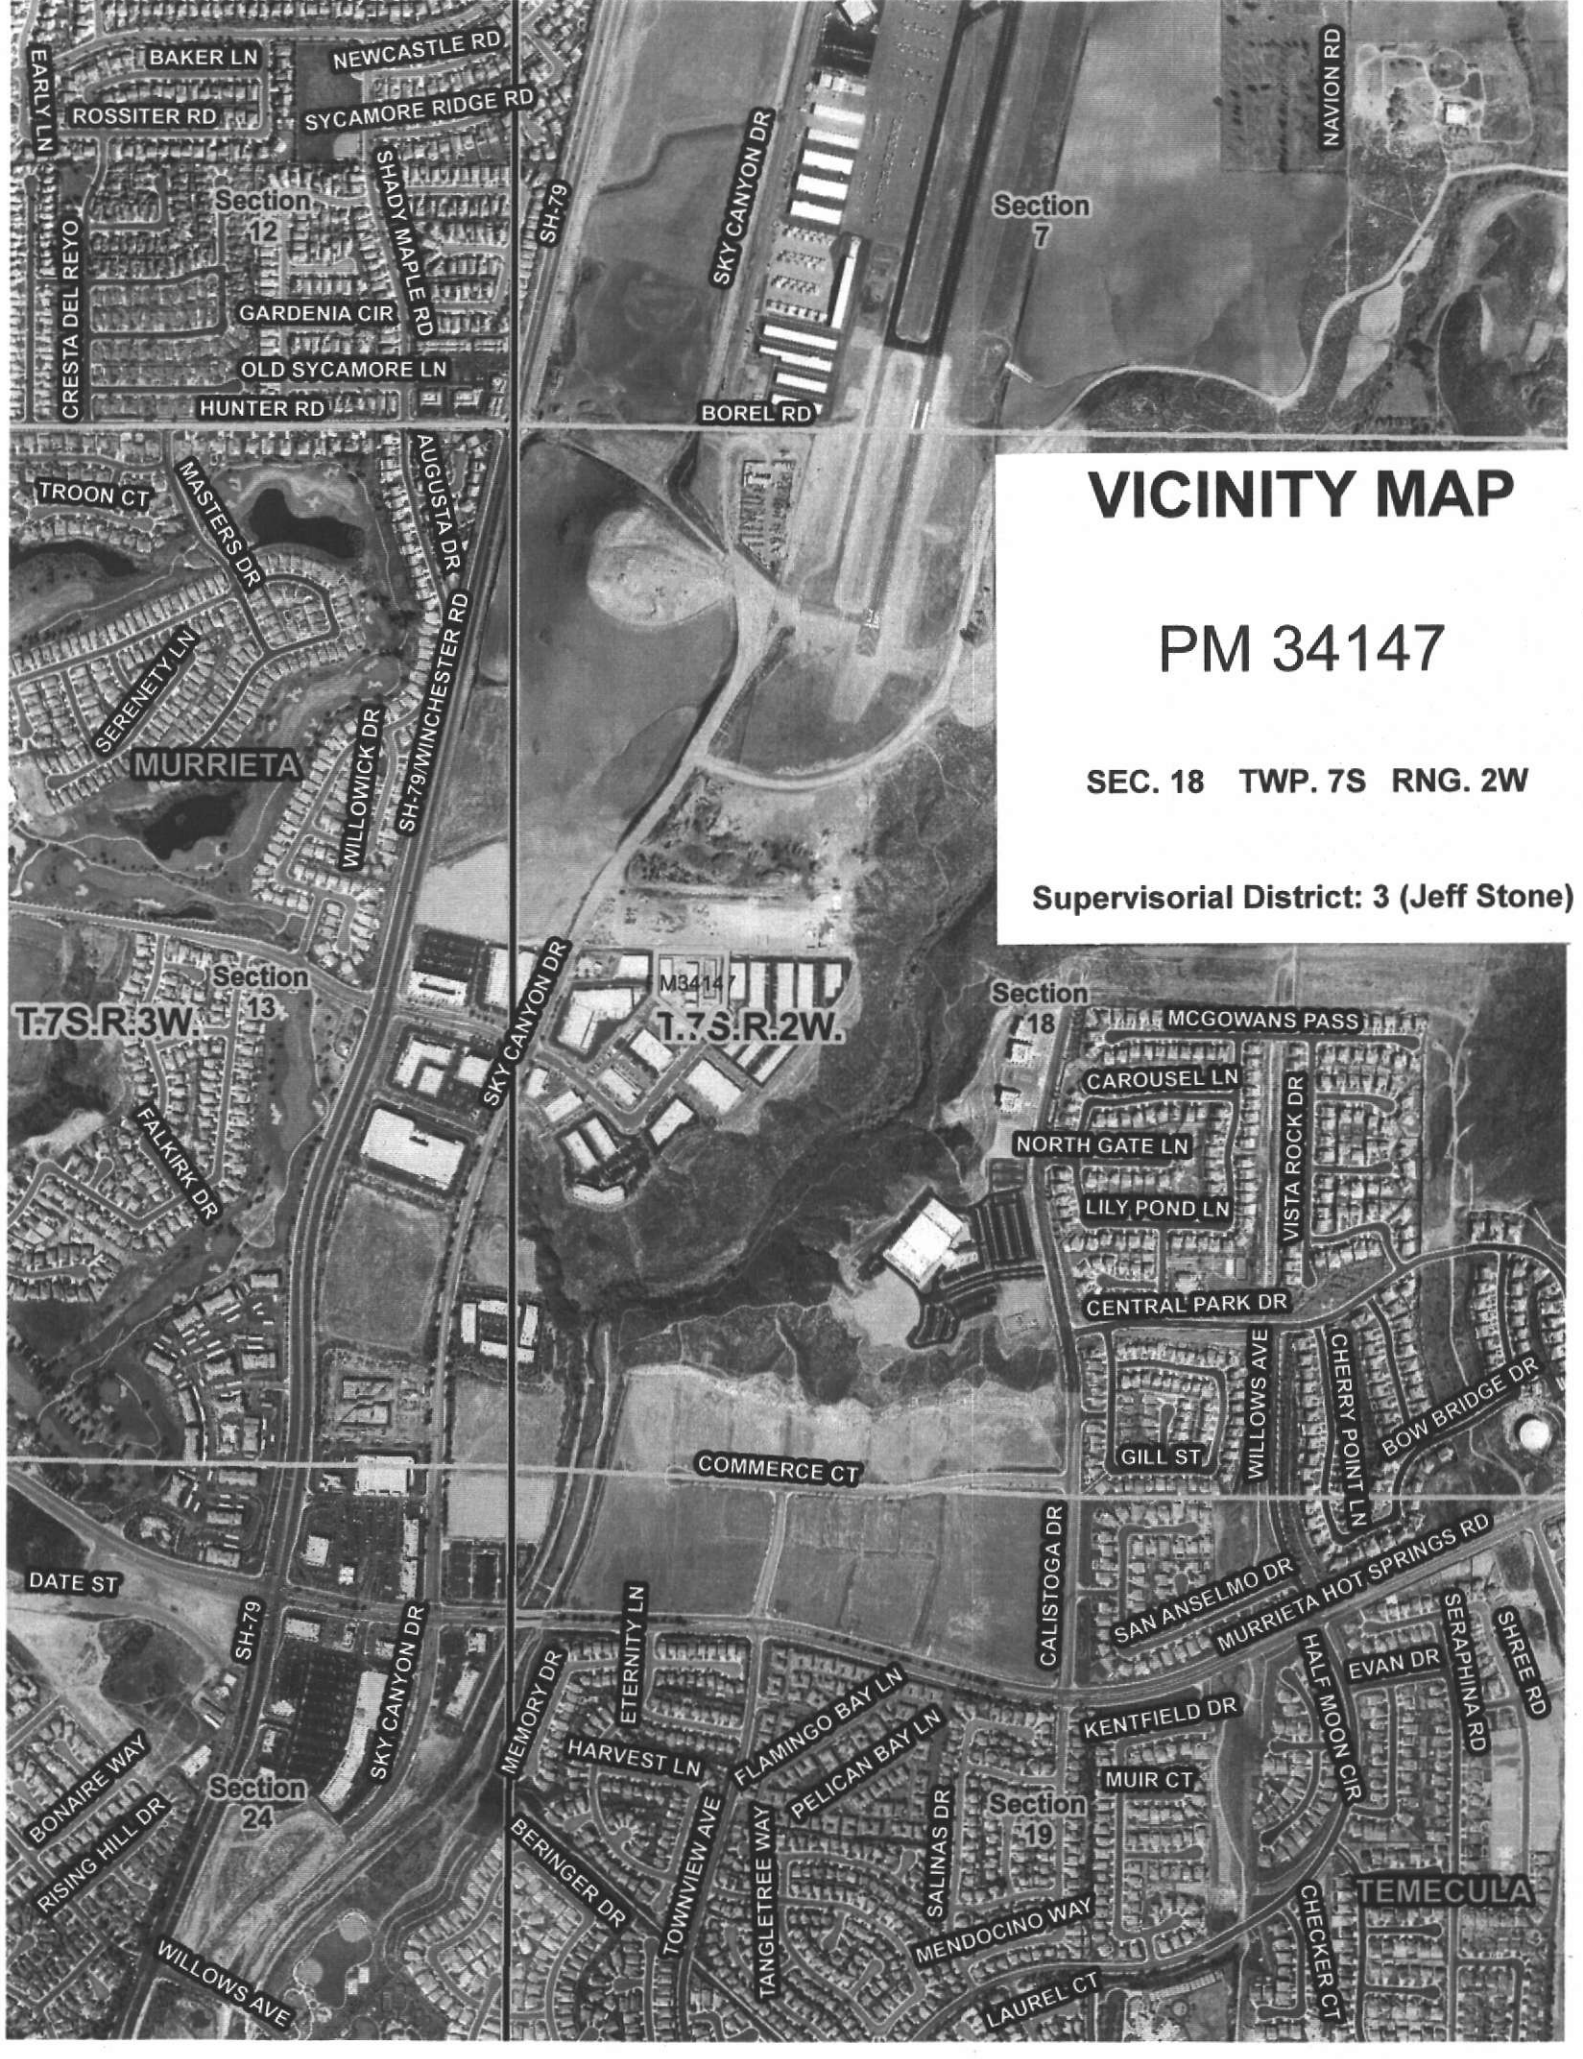 BAKER LN
NEWCASTLE RD
EARLY LN
ROSSITER RD
SYCAMORE RIDGE RD
NAVION RD
SKY CANYON DR
SH-79
Section
12
SHADY MAPLE RD
Section
7
CRESTA DEL REYO
GARDENIA CIR
OLD SYCAMORE LN
HUNTER RD
BOREL RD
TROON CT
MASTERS DR
AUGUSTA DR
VICINITY MAP
PM 34147
SEC. 18 TWP. 7S RNG. 2W
Supervisorial District: 3 (Jeff Stone)
SERENETY LN
MURRIETA
WILLOWICK DR
SH-79/WINCHESTER RD
Section
13
T.7S.R.3W.
SKY CANYON DR
PM34147
T.7S.R.2W.
Section
18
MCGOWANS PASS
CAROUSEL LN
VISTA ROCK DR
NORTH GATE LN
FALKIRK DR
LILY POND LN
CENTRAL PARK DR
WILLOWS AVE
CHERRY POINT LN
BOW BRIDGE DR
GILL ST
COMMERCE CT
DATE ST
SH-79
SKY CANYON DR
CALISTOGA DR
SAN ANSELMO DR
MURRIETA HOT SPRINGS RD
ETERNITY LN
MEMORY DR
HARVEST LN
FLAMINGO BAY LN
PELICAN BAY LN
KENTFIELD DR
HALF MOON CIR
EVAN DR
SERAPHINA RD
SHREE RD
MUIR CT
BONAIRE WAY
RISING HILL DR
Section
24
BERINGER DR
TOWNVIEW AVE
TANGLETREE WAY
SALINAS DR
Section
19
MENDOCINO WAY
TEMECULA
CHECKER CT
LAUREL CT
WILLOWS AVE